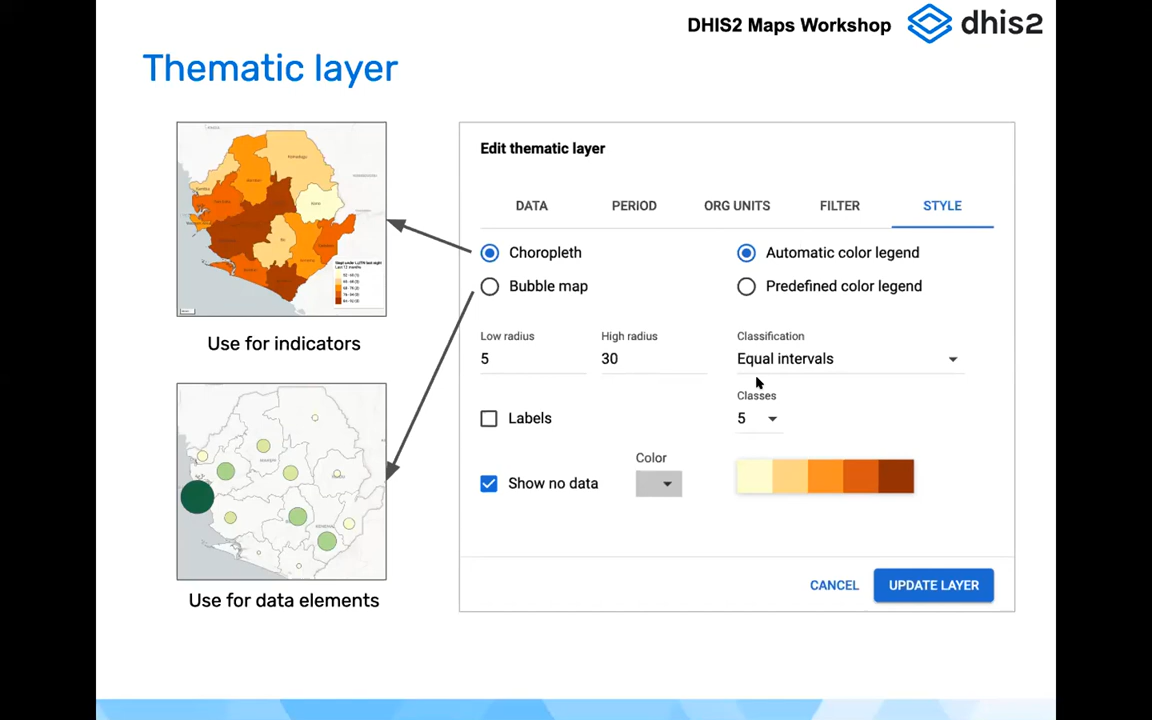 DHIS2 Maps Workshop
dhis2
Thematic layer
Edit thematic layer
DATA
PERIOD
ORG UNITS
FILTER
STYLE
Choropleth
Automatic color legend
Bubble map
Predefined color legend
Use for indicators
Low radius
High radius
Classification
5
30
Equal intervals
Classes
Labels
5
Color
Show no data
CANCEL
UPDATE LAYER
Use for data elements